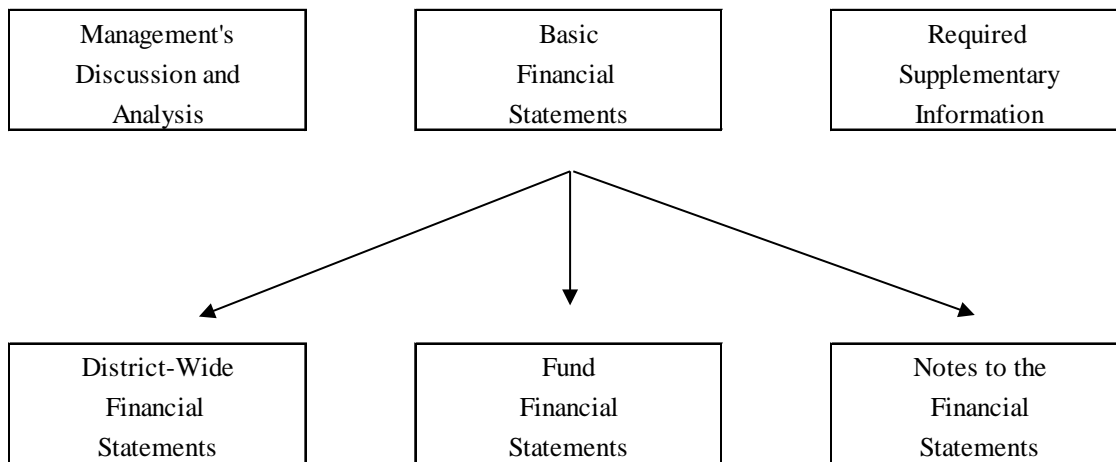 Management's
Discussion and
Analysis
Basic
Financial
Statements
Required
Supplementary
Information
District-Wide
Financial
Statements
Fund
Financial
Statements
Notes to the
Financial
Statements